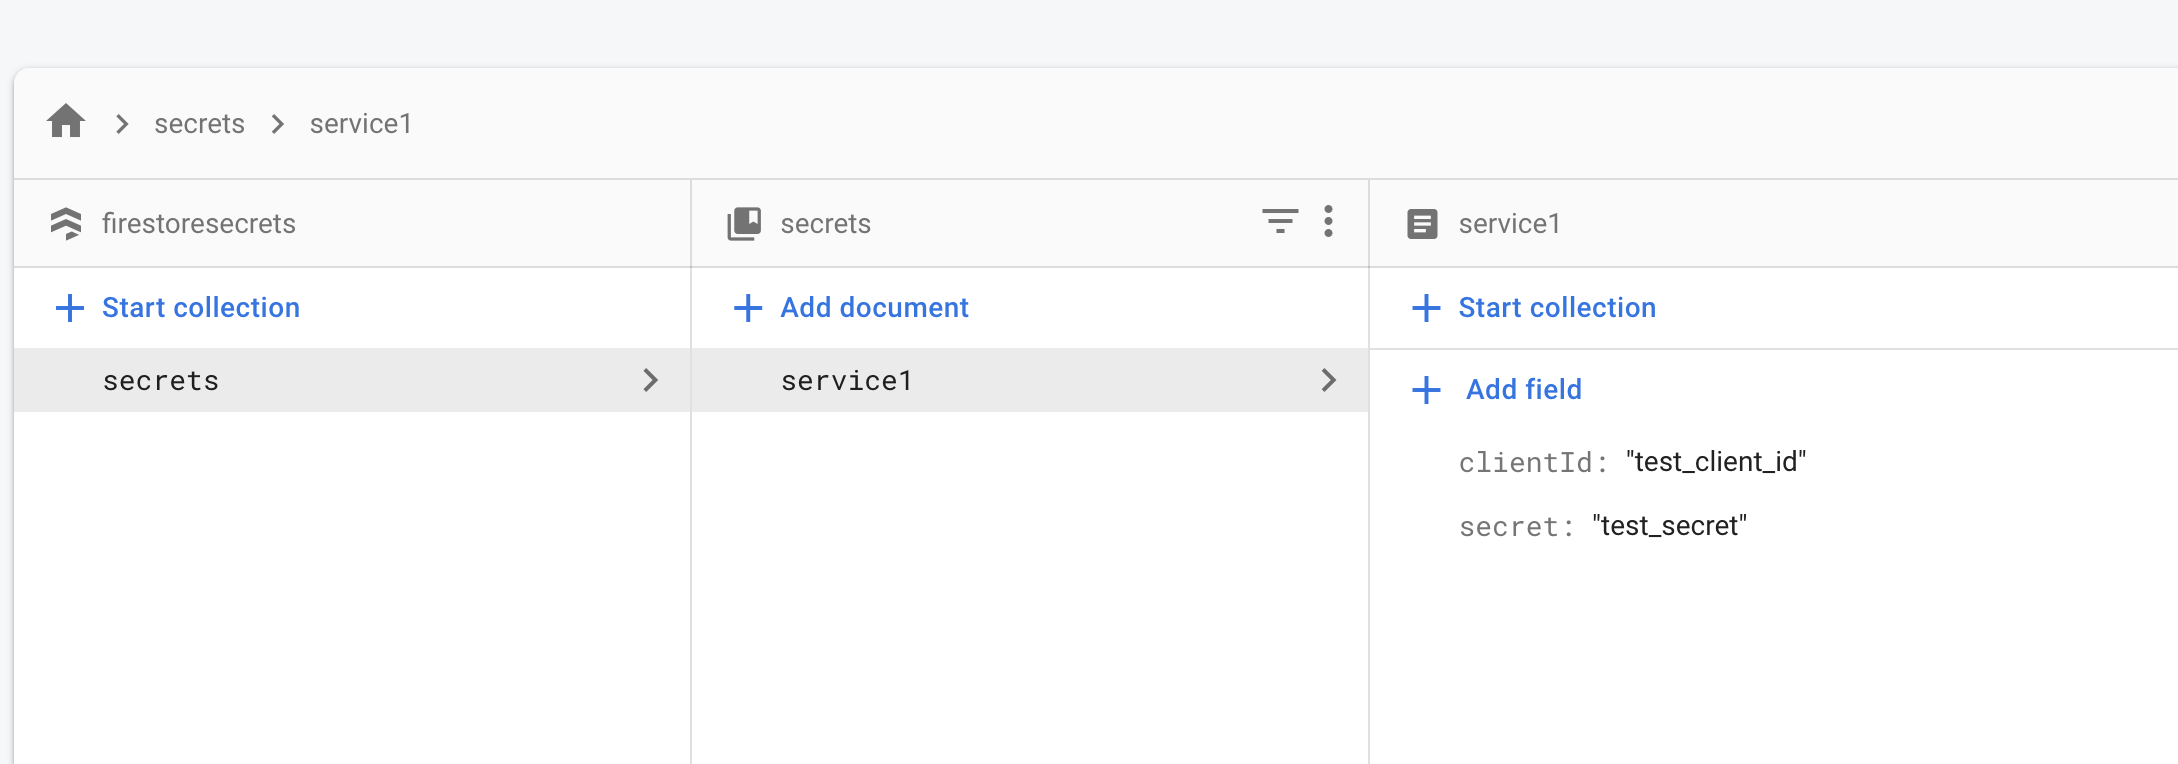 secrets service1
firestoresecrets
Start collection
secrets
secrets
Add document
service1
service1
Start collection
Add field
clientId: "test_client_id"
secret: "test_secret"